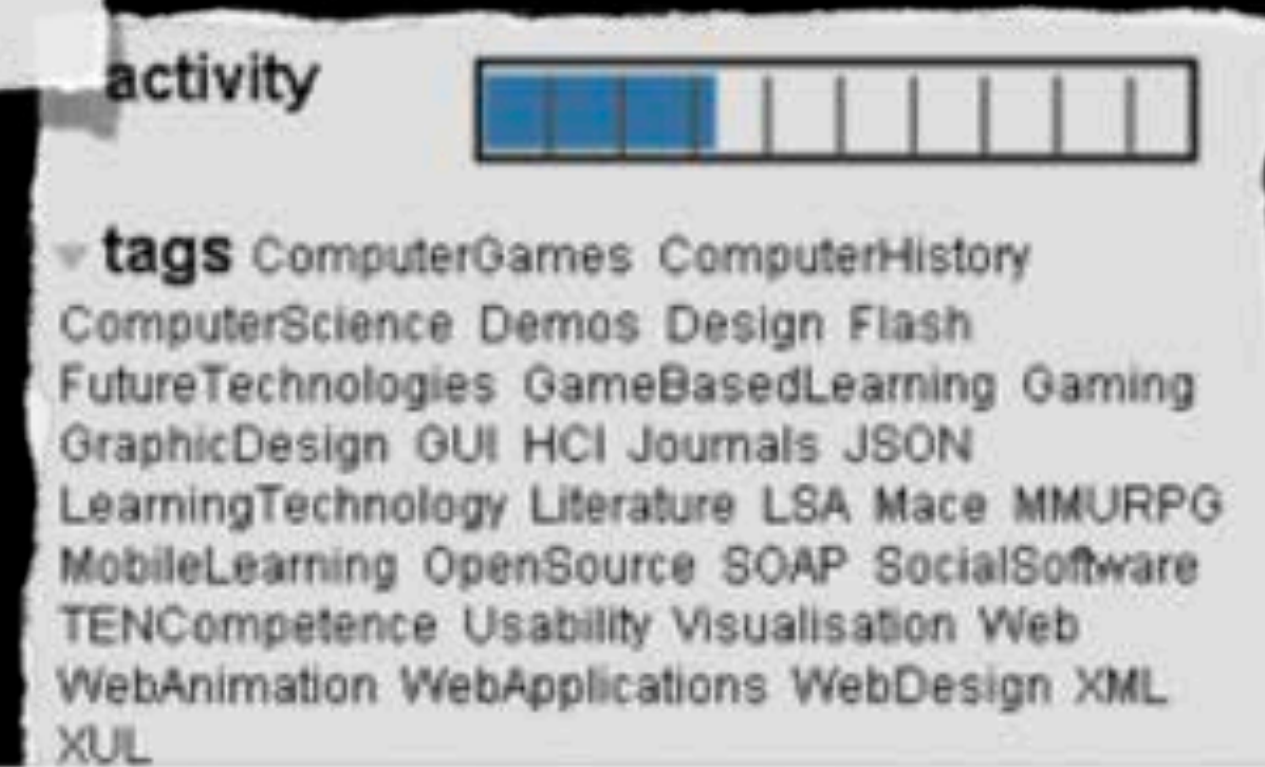 activity
tags ComputerGames ComputerHistory
ComputerScience Demos Design Flash
FutureTechnologies GameBasedLearning Gaming
GraphicDesign GUI HCI Journals JSON
LearningTechnology Literature LSA Mace MMURPG
MobileLearning OpenSource SOAP SocialSoftware
TENCompetence Usability Visualisation Web
WebAnimation WebApplications WebDesign XML
XUL